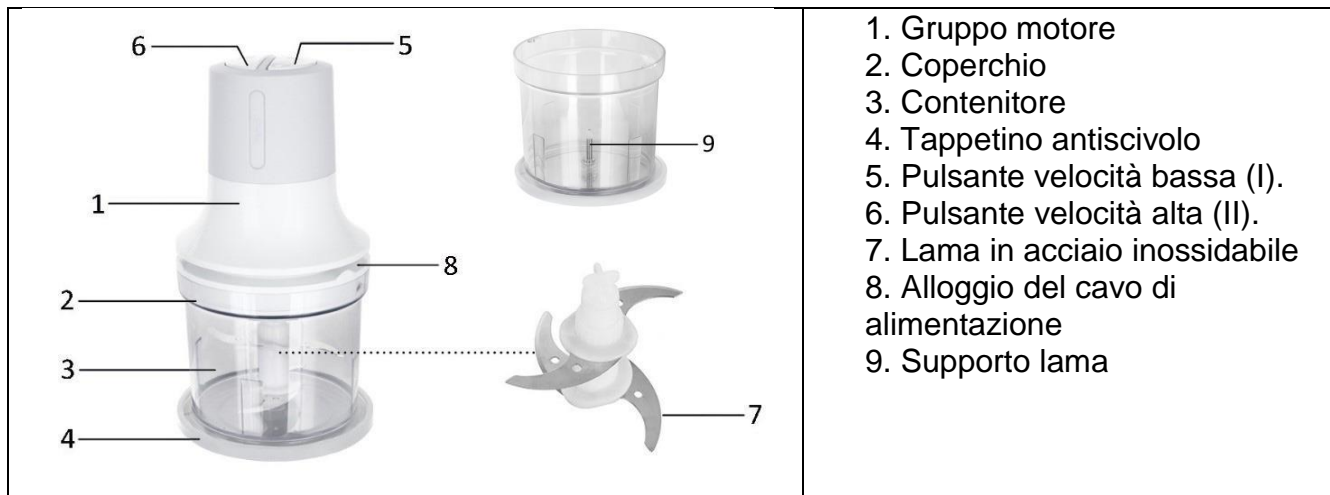 6
5
9
1
8
2
3
7
4
1. Gruppo motore
2. Coperchio
3. Contenitore
4. Tappetino antiscivolo
5. Pulsante velocità bassa (I).
6. Pulsante velocità alta (II).
7. Lama in acciaio inossidabile
8. Alloggio del cavo di
alimentazione
9. Supporto lama